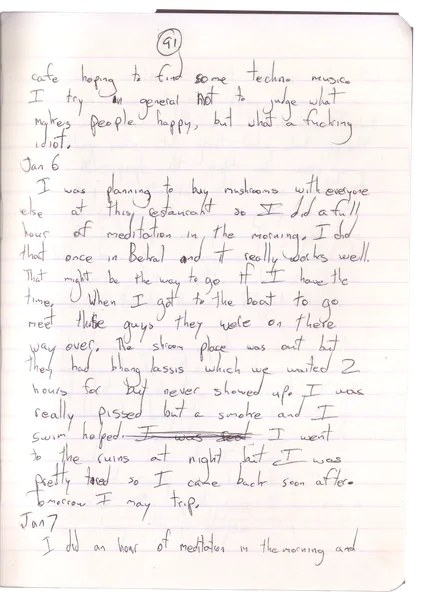 91
cafe hoping to find some techno music.
I try in general not to judge what
makes people happy, but what a fucking
idiot.
Jan 6
I was planning to buy mushrooms with everyone
else at this restaurant so I did a full
hour of meditation in the morning. I did
that once in and it really works well.
That might be the way to go if I have the
time. When I got to the boat to go
meet these guys they were on there
way over. The shroom place was out but
they had bhang lassis which we waited 2
hours for but never showed up. I was
really pissed but a smoke and I
swim helped. I was I went
to the ruins at night but I was
pretty tired so I came back soon after.
Tomorrow I may trip.
Jan 7
I did an hour of meditation in the morning and